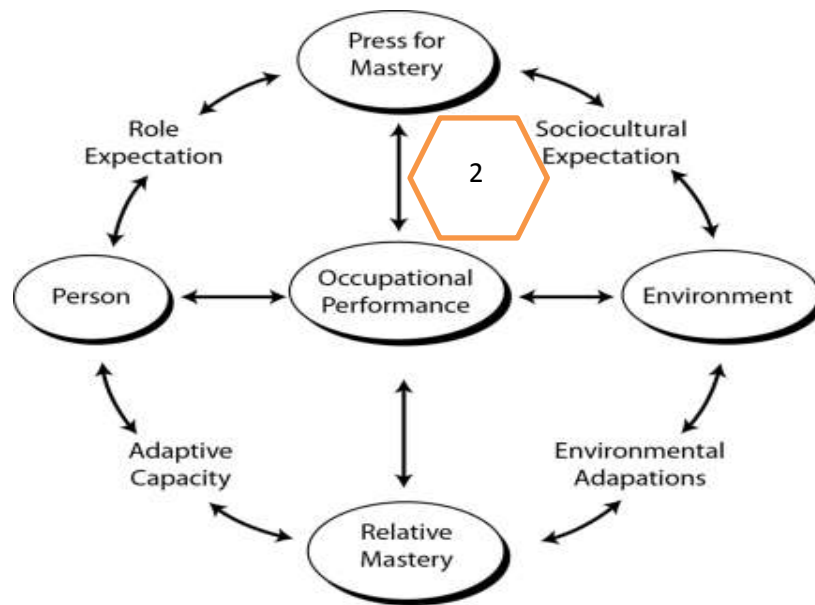 Press for
Mastery
Role
Expectation
2
Sociocultural
Expectation
Person
Occupational
Performance
Environment
Adaptive
Capacity
Environmental
Adapations
Relative
Mastery